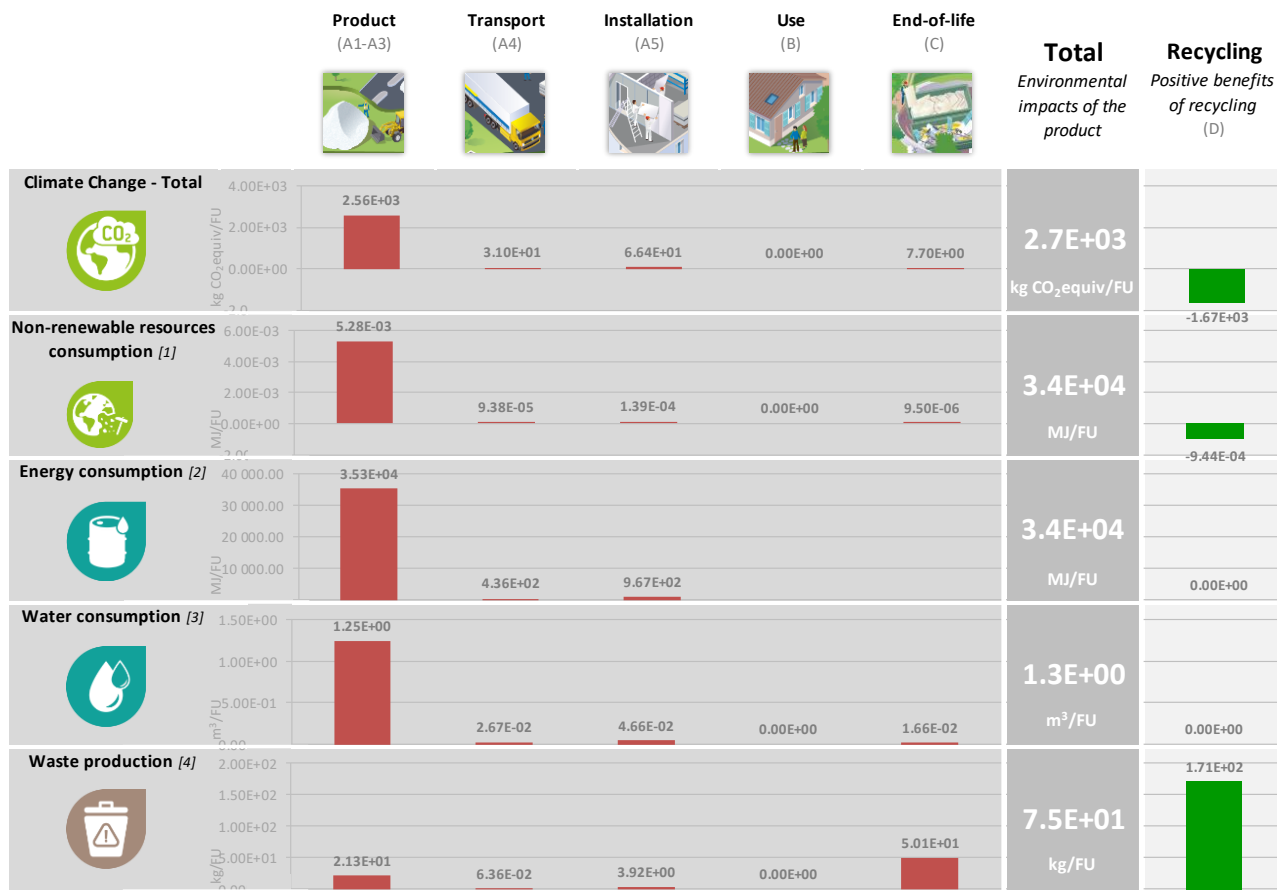 Product
(A1-A3)
Transport
(A4)
Installation
(A5)
Use
(B)
End-of-life
(C)
Total
Environmental
impacts of the
product
Recycling
Positive benefits
of recycling
(D)
Climate Change - Total
CO2
kg CO2equiv/FU
4.00E+03
2.00E+03
0.00E+00
2.56E+03
3.10E+01
6.64E+01
0.00E+00
7.70E+00
2.7E+03
kg CO2equiv/FU
-1.67E+03
Non-renewable resources
consumption [1]
MJ/FU
6.00E-03
4.00E-03
2.00E-03
0.00E+00
5.28E-03
9.38E-05
1.39E-04
0.00E+00
9.50E-06
3.4E+04
MJ/FU
-9.44E-04
Energy consumption [2]
MJ/FU
40 000.00
30 000.00
20 000.00
10 000.00
3.53E+04
4.36E+02
9.67E+02
3.4E+04
MJ/FU
0.00E+00
Water consumption [3]
m³/FU
1.50E+00
1.00E+00
5.00E-01
1.25E+00
2.67E-02
4.66E-02
0.00E+00
1.66E-02
1.3E+00
m³/FU
0.00E+00
Waste production [4]
kg/FU
2.00E+02
1.50E+02
1.00E+02
5.00E+01
2.13E+01
6.36E-02
3.92E+00
0.00E+00
5.01E+01
7.5E+01
kg/FU
1.71E+02